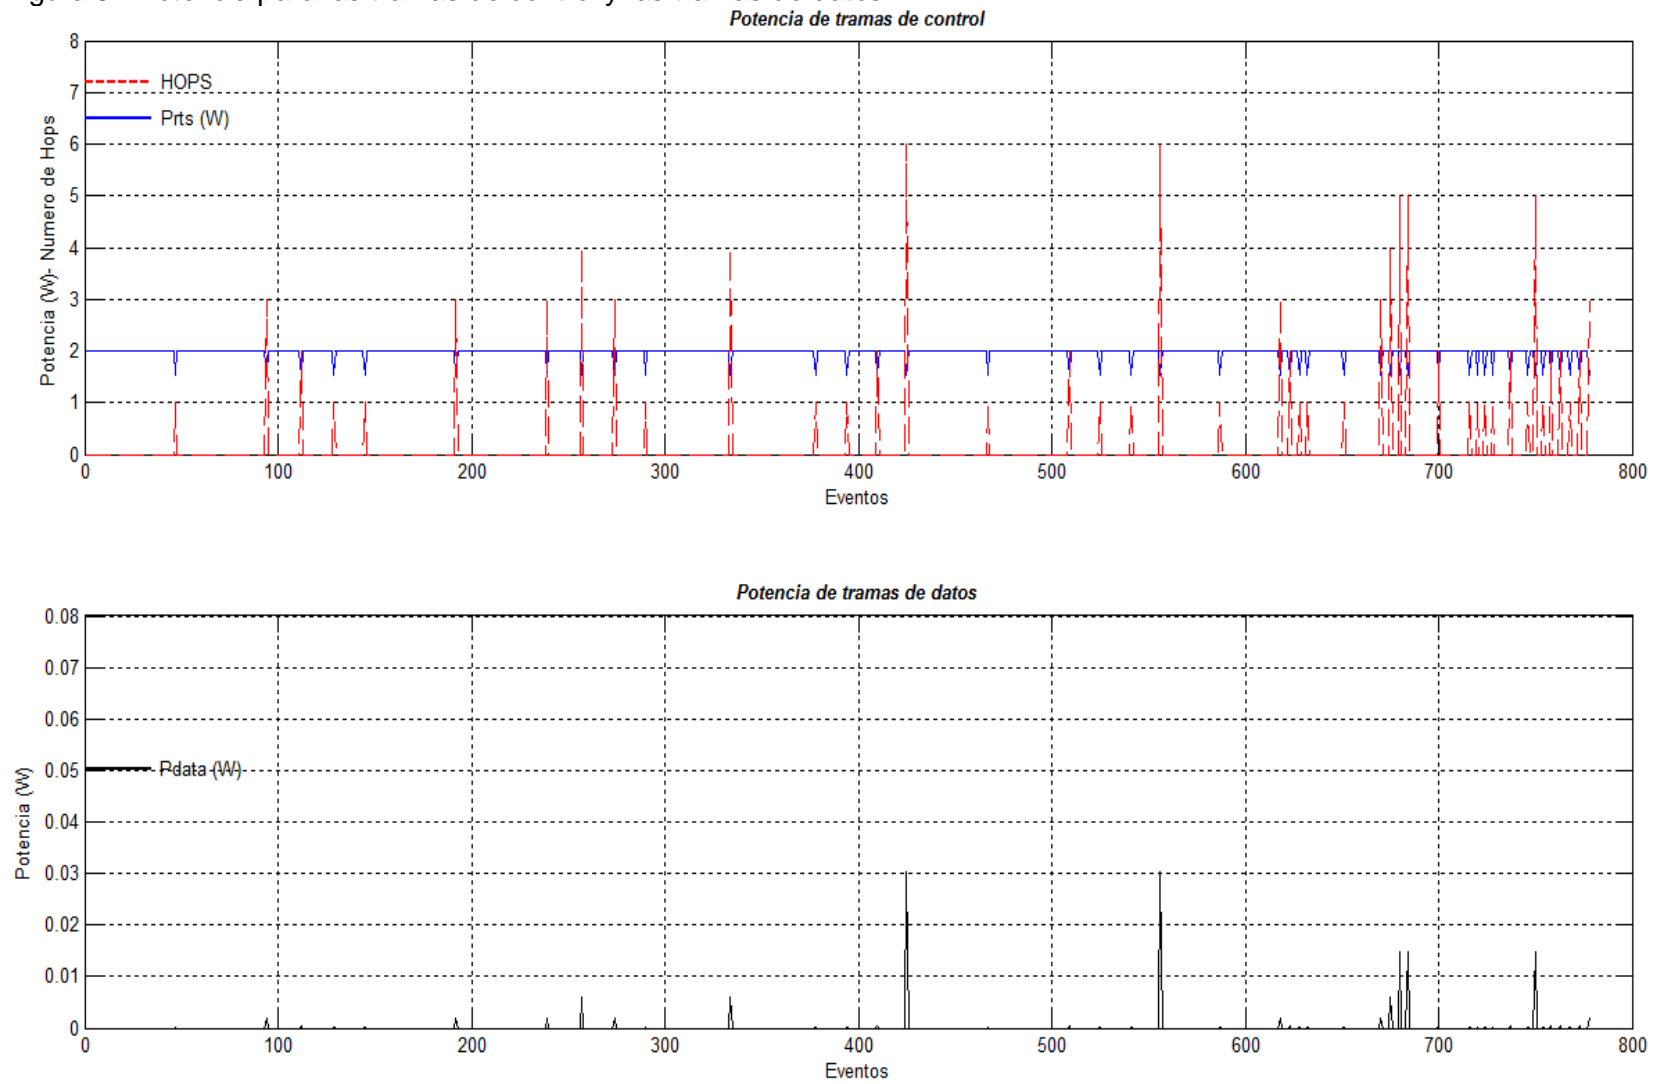 Potencia de tramas de control
8
7
6
5
4
3
2
1
0
Potencia (W)- Numero de Hops
HOPS
Prts (W)
0 100 200 300 400 500 600 700 800
Eventos
Potencia de tramas de datos
0.08
0.07
0.06
0.05
0.04
0.03
0.02
0.01
0
Potencia (W)
Pdata (W)
0 100 200 300 400 500 600 700 800
Eventos